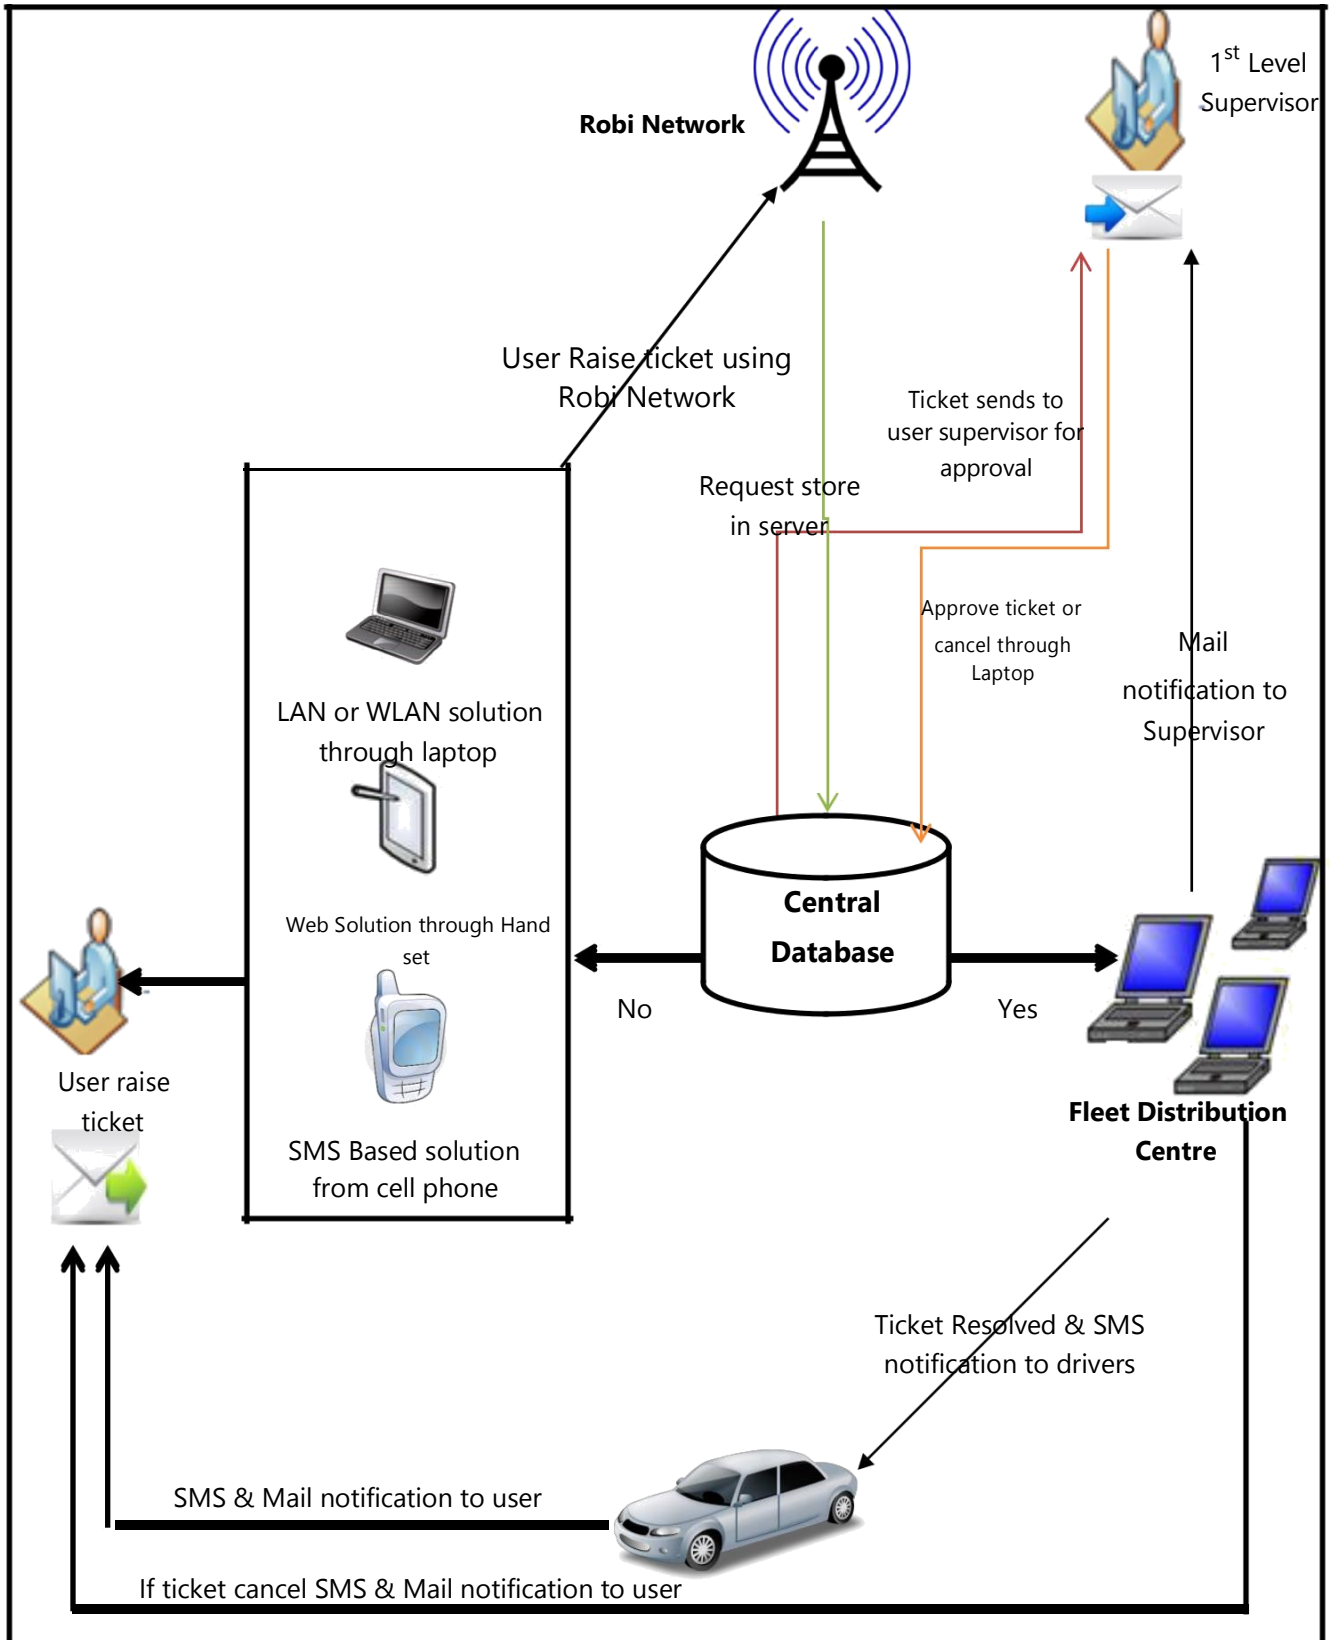 1st Level
Supervisor
Robi Network
User Raise ticket using
Robi Network
Ticket sends to
user supervisor for
approval
Request store
in server
Approve ticket or
cancel through
Laptop
Mail
notification to
Supervisor
LAN or WLAN solution
through laptop
Web Solution through Hand
set
SMS Based solution
from cell phone
Central
Database
No
Yes
User raise
ticket
Fleet Distribution
Centre
Ticket Resolved & SMS
notification to drivers
SMS & Mail notification to user
If ticket cancel SMS & Mail notification to user